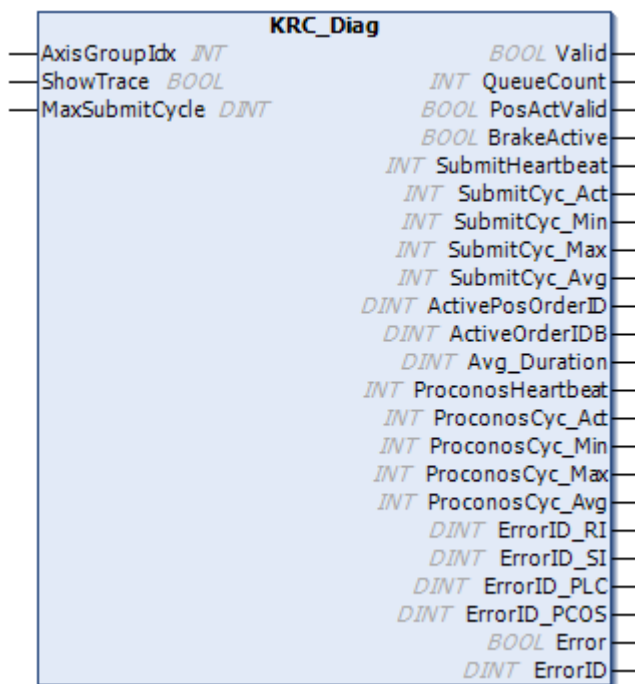 KRC_Diag
AxisGroupIdx INT BOOL Valid
ShowTrace BOOL INT QueueCount
MaxSubmitCycle DINT BOOL PosActValid
BOOL BrakeActive
INT SubmitHeartbeat
INT SubmitCyc_Act
INT SubmitCyc_Min
INT SubmitCyc_Max
INT SubmitCyc_Avg
DINT ActivePosOrderID
DINT ActiveOrderIDB
DINT Avg_Duration
INT ProconosHeartbeat
INT ProconosCyc_Act
INT ProconosCyc_Min
INT ProconosCyc_Max
INT ProconosCyc_Avg
DINT ErrorID_RI
DINT ErrorID_SI
DINT ErrorID_PLC
DINT ErrorID_PCOS
BOOL Error
DINT ErrorID